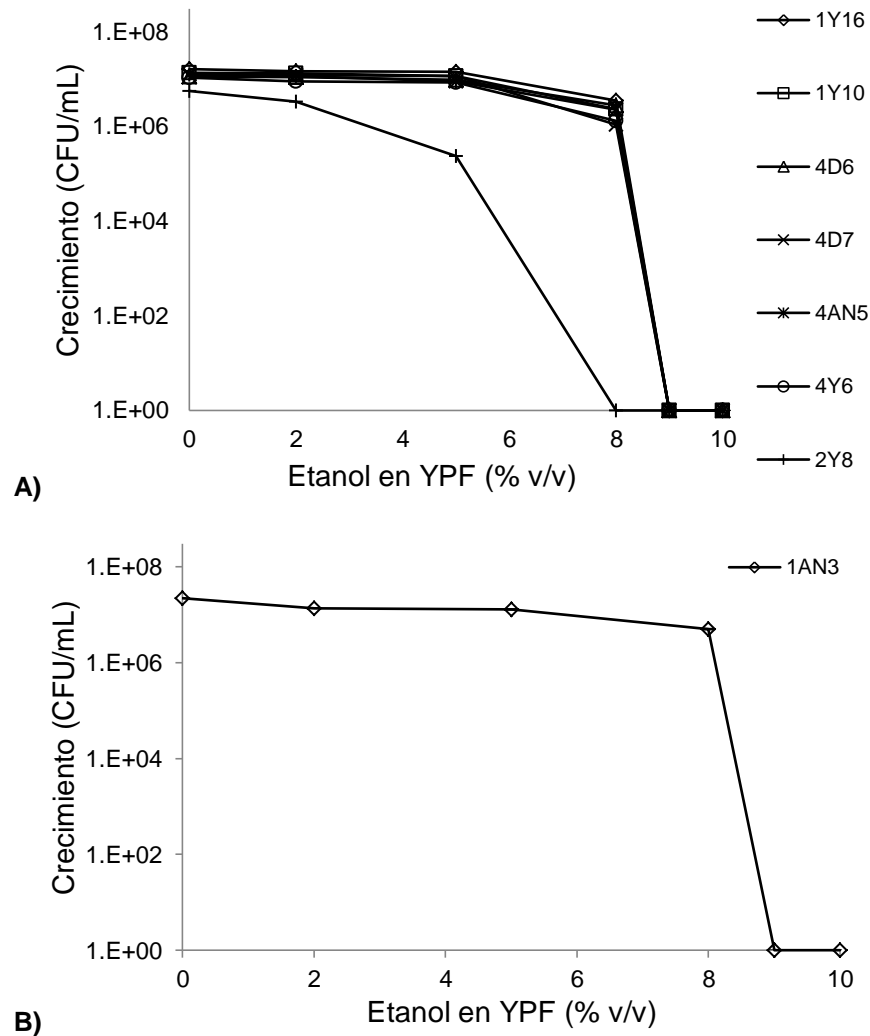 Crecimiento (CFU/mL)
1.E+08
1.E+06
1.E+04
1.E+02
1.E+00
0 2 4 6 8 10
Etanol en YPF (% v/v)
1Y16
1Y10
4D6
4D7
4AN5
4Y6
2Y8
A)
Crecimiento (CFU/mL)
1.E+08
1.E+06
1.E+04
1.E+02
1.E+00
0 2 4 6 8 10
Etanol en YPF (% v/v)
1AN3
B)